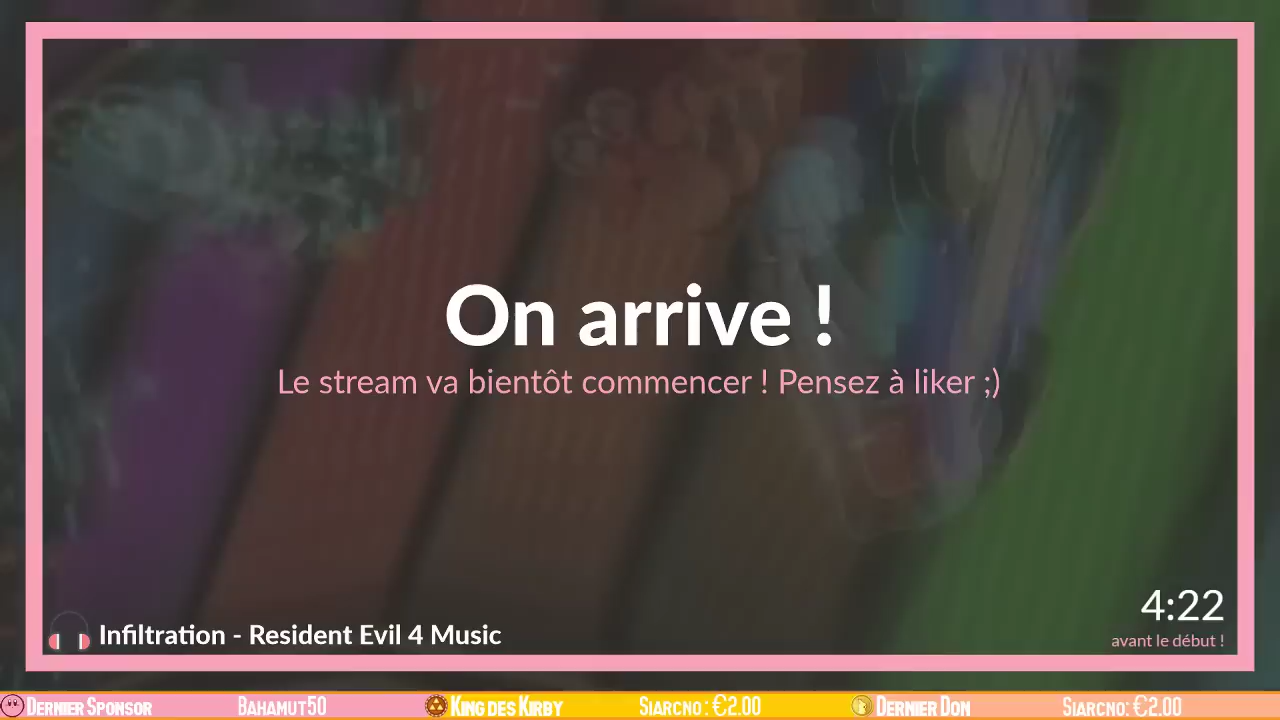 On arrive !
Le stream va bientôt commencer ! Pensez à liker ;)
4:22
avant le début !
Infiltration - Resident Evil 4 Music
Dernier Sponsor Bahamut50 King des Kirby Siarcno : €2.00 Dernier Don Siarcno: €2.00